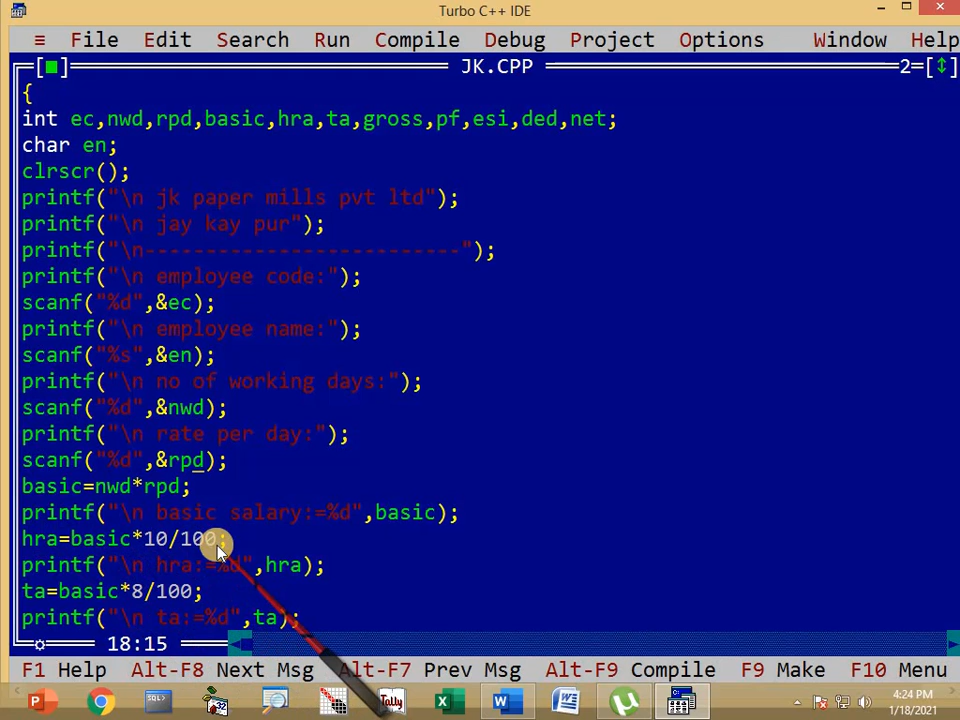 Turbo C++ IDE
≡ File Edit Search Run Compile Debug Project Options Window Help
[■] JK.CPP 2=[↕]
{
int ec,nwd,rpd,basic,hra,ta,gross,pf,esi,ded,net;
char en;
clrscr();
printf("\n jk paper mills pvt ltd");
printf("\n jay kay pur");
printf("\n--------------------------");
printf("\n employee code:");
scanf("%d",&ec);
printf("\n employee name:");
scanf("%s",&en);
printf("\n no of working days:");
scanf("%d",&nwd);
printf("\n rate per day:");
scanf("%d",&rpd);
basic=nwd*rpd;
printf("\n basic salary:=%d",basic);
hra=basic*10/100;
printf("\n hra:=%d",hra);
ta=basic*8/100;
printf("\n ta:=%d",ta);
18:15
F1 Help Alt-F8 Next Msg Alt-F7 Prev Msg Alt-F9 Compile F9 Make F10 Menu
Tally
4:24 PM
1/18/2021